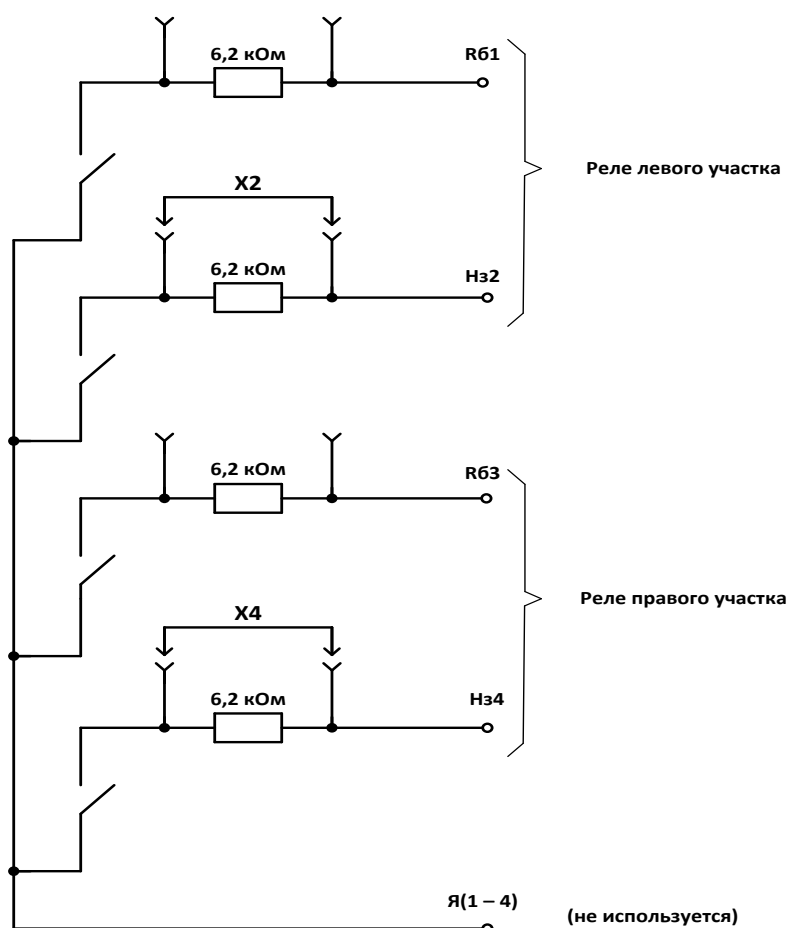 6,2 кОм
Rб1
Реле левого участка
X2
6,2 кОм
Нз2
6,2 кОм
Rб3
Реле правого участка
X4
6,2 кОм
Нз4
Я(1 – 4)
(не используется)